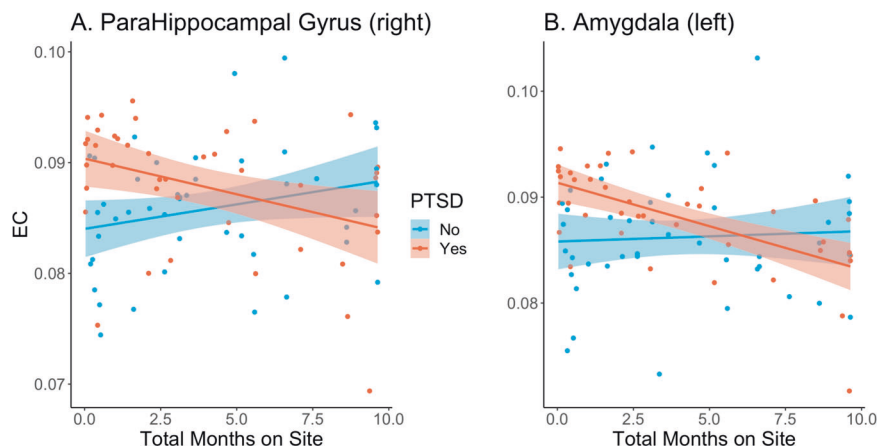 A. ParaHippocampal Gyrus (right)
B. Amygdala (left)
0.10
0.09
0.08
0.07
EC
0.0
2.5
5.0
7.5
10.0
Total Months on Site
PTSD
No
Yes
0.10
0.09
0.08
0.0
2.5
5.0
7.5
10.0
Total Months on Site